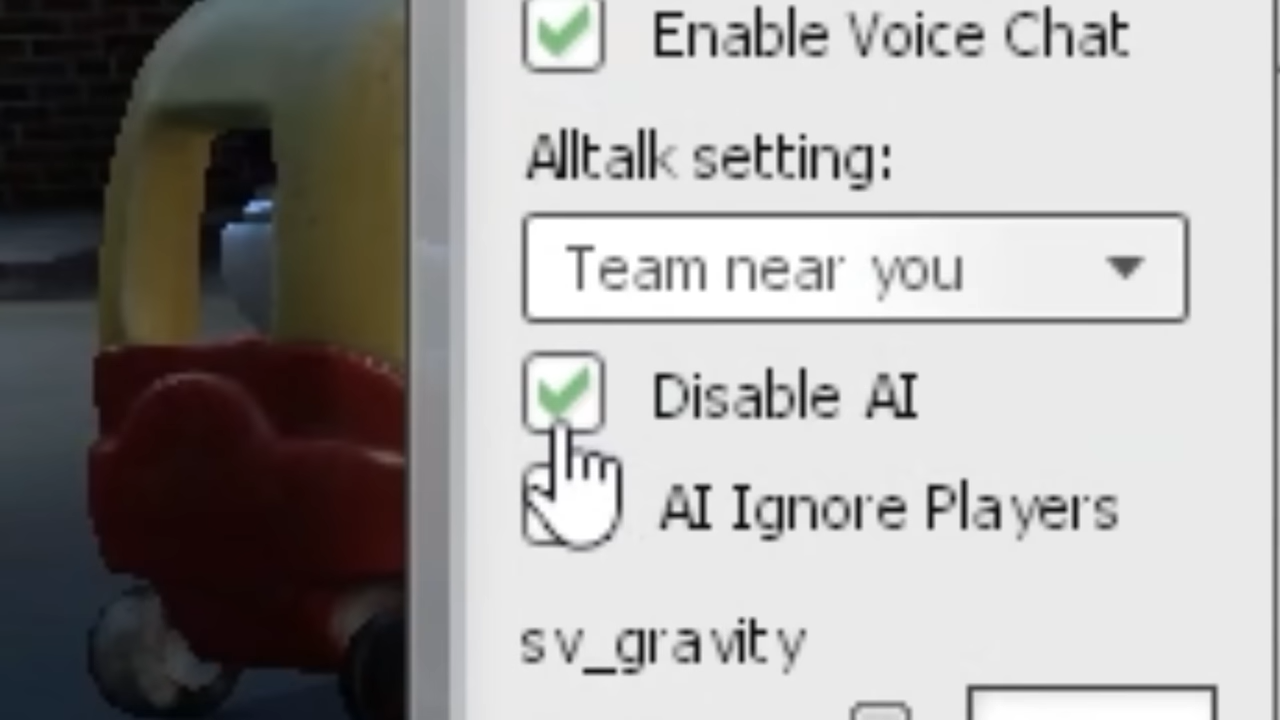 Enable Voice Chat
Alltalk setting:
Team near you
Disable AI
AI Ignore Players
sv_gravity